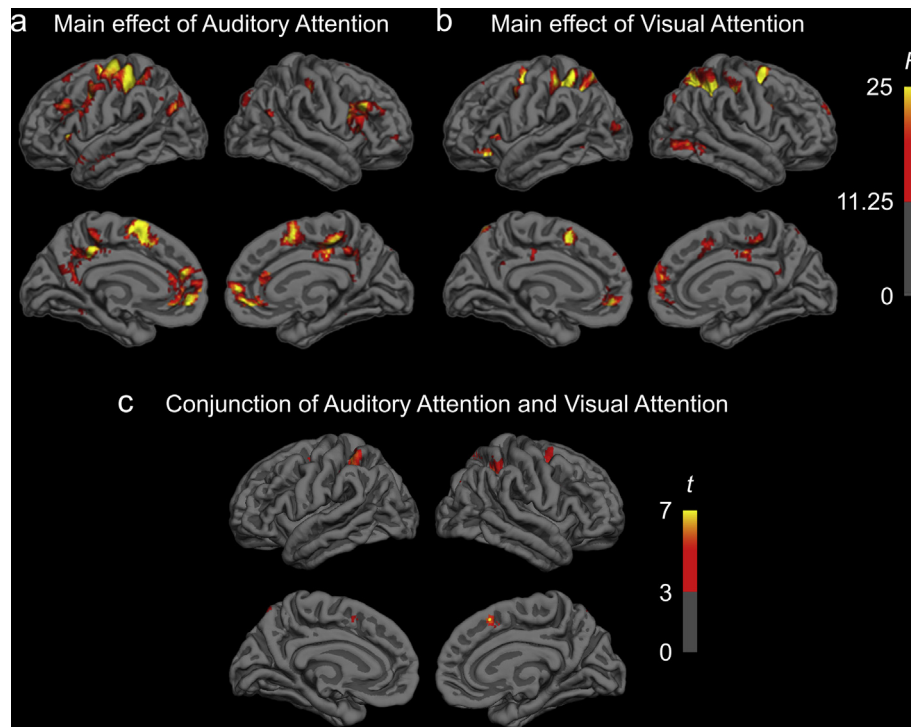 a Main effect of Auditory Attention
b Main effect of Visual Attention
F
25
11.25
0
c Conjunction of Auditory Attention and Visual Attention
t
7
3
0